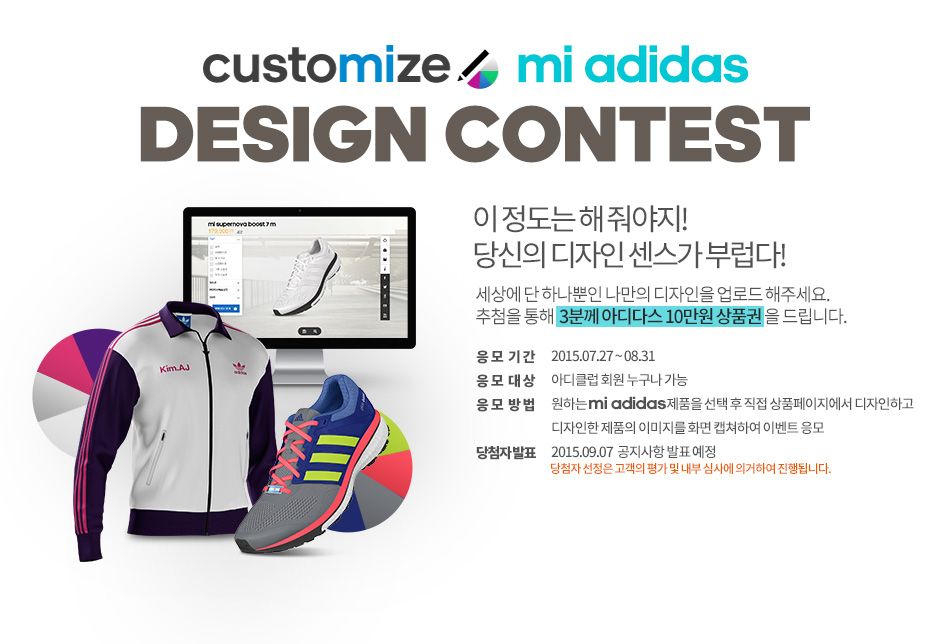 customize mi adidas
DESIGN CONTEST
이 정도는 해 줘야지!
당신의 디자인 센스가 부럽다!
세상에 단 하나뿐인 나만의 디자인을 업로드 해주세요.
추첨을 통해 3분께 아디다스 10만원 상품권을 드립니다.
응모 기간 2015.07.27 ~ 08.31
응모 대상 아디클럽 회원 누구나 가능
응모 방법 원하는 mi adidas 제품을 선택 후 직접 상품페이지에서 디자인하고
디자인한 제품의 이미지를 화면 캡쳐하여 이벤트 응모
당첨자발표 2015.09.07 공지사항 발표 예정
당첨자 선정은 고객의 평가 및 내부 심사에 의거하여 진행됩니다.
mi supernova boost 7 m
179,000
Kim.AJ
adidas